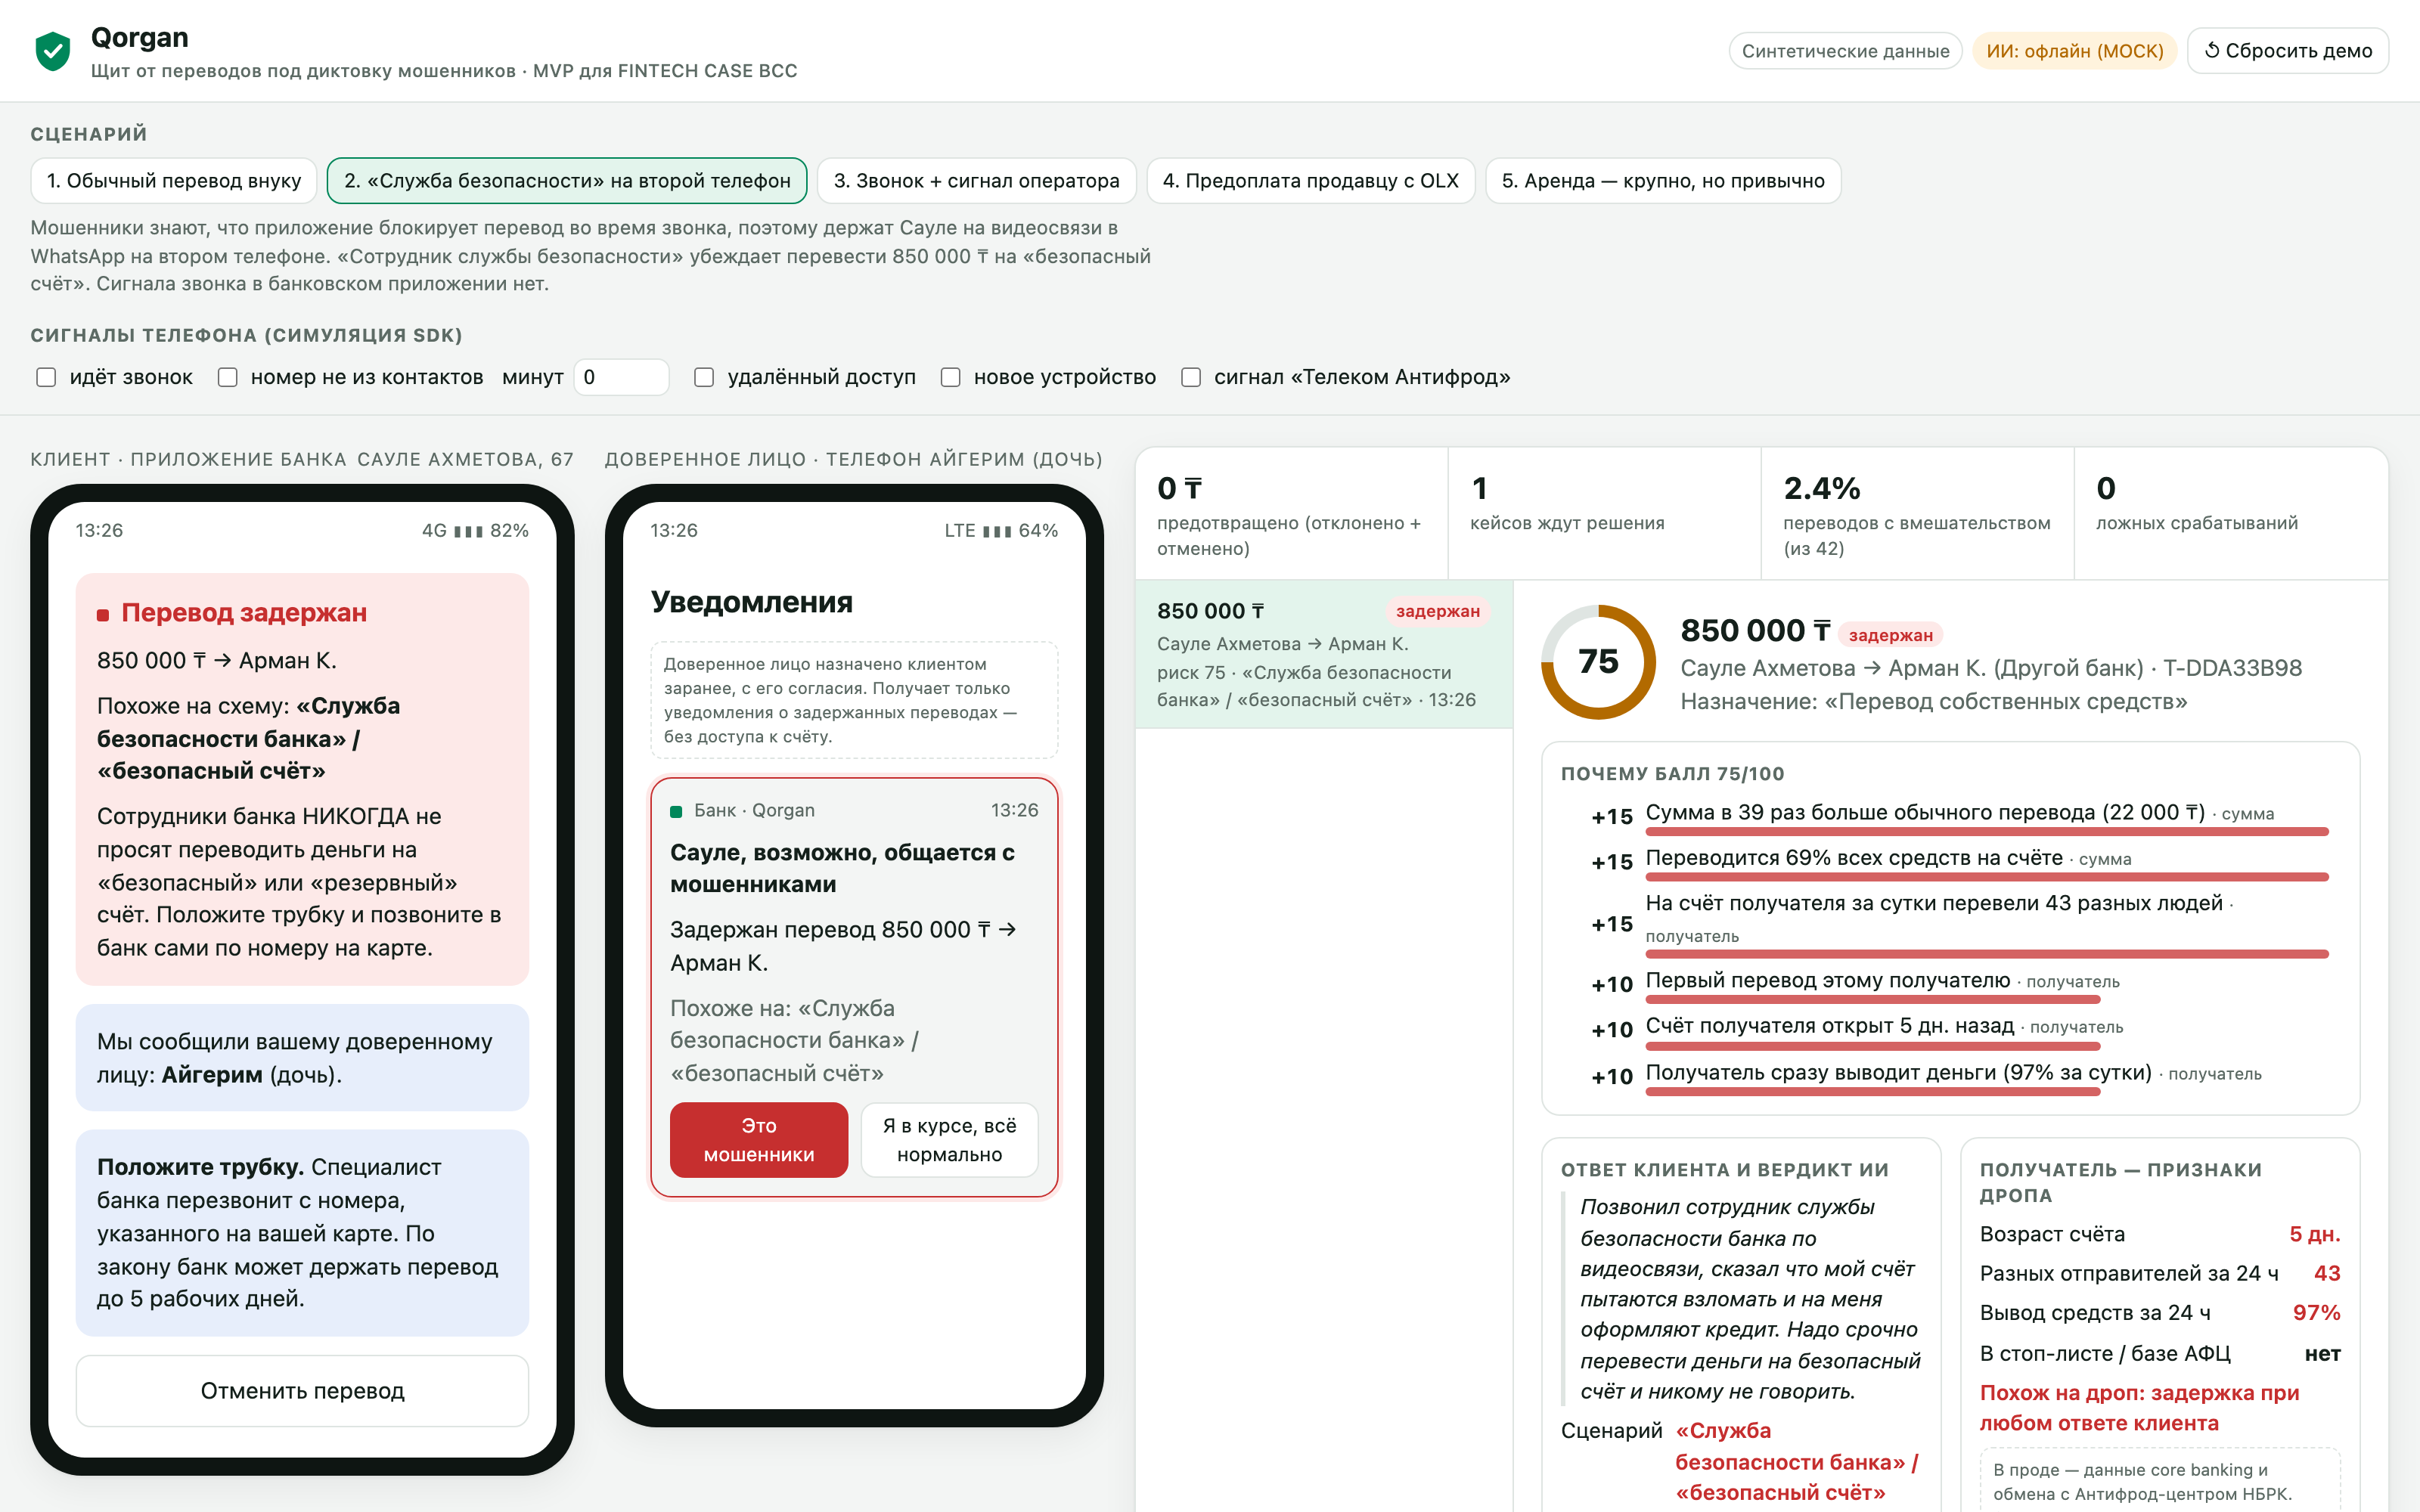 Qorgan
Щит от переводов под диктовку мошенников · MVP для FINTECH CASE BCC
Синтетические данные
ИИ: офлайн (МОСК)
Сбросить демо
СЦЕНАРИЙ
1. Обычный перевод внуку
2. «Служба безопасности» на второй телефон
3. Звонок + сигнал оператора
4. Предоплата продавцу с OLX
5. Аренда — крупно, но привычно
Мошенники знают, что приложение блокирует перевод во время звонка, поэтому держат Сауле на видеосвязи в
WhatsApp на втором телефоне. «Сотрудник службы безопасности» убеждает перевести 850 000 ₸ на «безопасный
счёт». Сигнала звонка в банковском приложении нет.
СИГНАЛЫ ТЕЛЕФОНА (СИМУЛЯЦИЯ SDK)
идёт звонок
номер не из контактов
минут 0
удалённый доступ
новое устройство
сигнал «Телеком Антифрод»
КЛИЕНТ · ПРИЛОЖЕНИЕ БАНКА САУЛЕ АХМЕТОВА, 67
13:26
4G 82%
Перевод задержан
850 000 ₸ → Арман К.
Похоже на схему: «Служба
безопасности банка» /
«безопасный счёт»
Сотрудники банка НИКОГДА не
просят переводить деньги на
«безопасный» или «резервный»
счёт. Положите трубку и позвоните в
банк сами по номеру на карте.
Мы сообщили вашему доверенному
лицу: Айгерим (дочь).
Положите трубку. Специалист
банка перезвонит с номера,
указанного на вашей карте. По
закону банк может держать перевод
до 5 рабочих дней.
Отменить перевод
ДОВЕРЕННОЕ ЛИЦО · ТЕЛЕФОН АЙГЕРИМ (ДОЧЬ)
13:26
LTE 64%
Уведомления
Доверенное лицо назначено клиентом
заранее, с его согласия. Получает только
уведомления о задержанных переводах —
без доступа к счёту.
Банк · Qorgan
13:26
Сауле, возможно, общается с
мошенниками
Задержан перевод 850 000 ₸ →
Арман К.
Похоже на: «Служба
безопасности банка» /
«безопасный счёт»
Это
мошенники
Я в курсе, всё
нормально
0 ₸
предотвращено (отклонено +
отменено)
1
кейсов ждут решения
2.4%
переводов с вмешательством
(из 42)
0
ложных срабатываний
850 000 ₸
задержан
Сауле Ахметова → Арман К.
риск 75 · «Служба безопасности
банка» / «безопасный счёт» · 13:26
75
850 000 ₸ задержан
Сауле Ахметова → Арман К. (Другой банк) · T-DDA33B98
Назначение: «Перевод собственных средств»
ПОЧЕМУ БАЛЛ 75/100
+15 Сумма в 39 раз больше обычного перевода (22 000 ₸) · сумма
+15 Переводится 69% всех средств на счёте · сумма
+15 На счёт получателя за сутки перевели 43 разных людей ·
получатель
+10 Первый перевод этому получателю · получатель
+10 Счёт получателя открыт 5 дн. назад · получатель
+10 Получатель сразу выводит деньги (97% за сутки) · получатель
ОТВЕТ КЛИЕНТА И ВЕРДИКТ ИИ
Позвонил сотрудник службы
безопасности банка по
видеосвязи, сказал что мой счёт
пытаются взломать и на меня
оформляют кредит. Надо срочно
перевести деньги на безопасный
счёт и никому не говорить.
Сценарий «Служба
безопасности банка» /
«безопасный счёт»
ПОЛУЧАТЕЛЬ — ПРИЗНАКИ
ДРОПА
Возраст счёта 5 дн.
Разных отправителей за 24 ч 43
Вывод средств за 24 ч 97%
В стоп-листе / базе АФЦ нет
Похож на дроп: задержка при
любом ответе клиента
В проде — данные core banking и
обмена с Антифрод-центром НБРК.